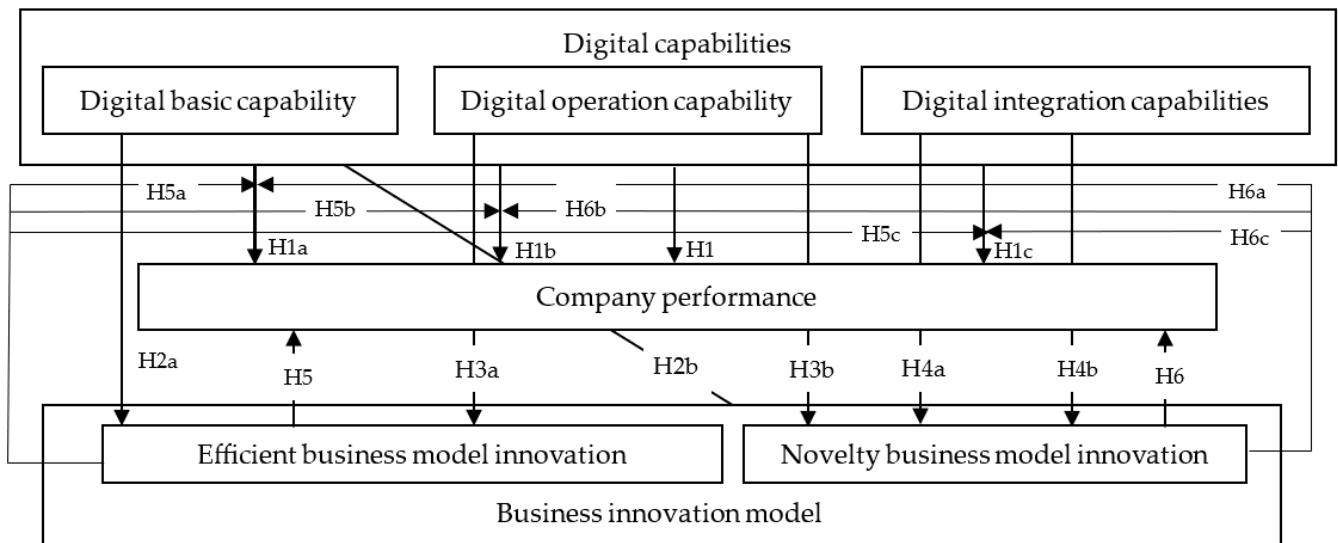 Digital capabilities
Digital basic capability
Digital operation capability
Digital integration capabilities
H5a
H6a
H5b
H6b
H5c
H6c
H1a
H1b
H1
H1c
Company performance
H2a
H5
H3a
H2b
H3b
H4a
H4b
H6
Efficient business model innovation
Novelty business model innovation
Business innovation model